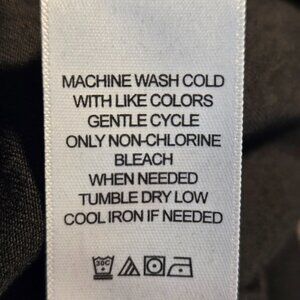 MACHINE WASH COLD
WITH LIKE COLORS
GENTLE CYCLE
ONLY NON-CHLORINE
BLEACH
WHEN NEEDED
TUMBLE DRY LOW
COOL IRON IF NEEDED
30C